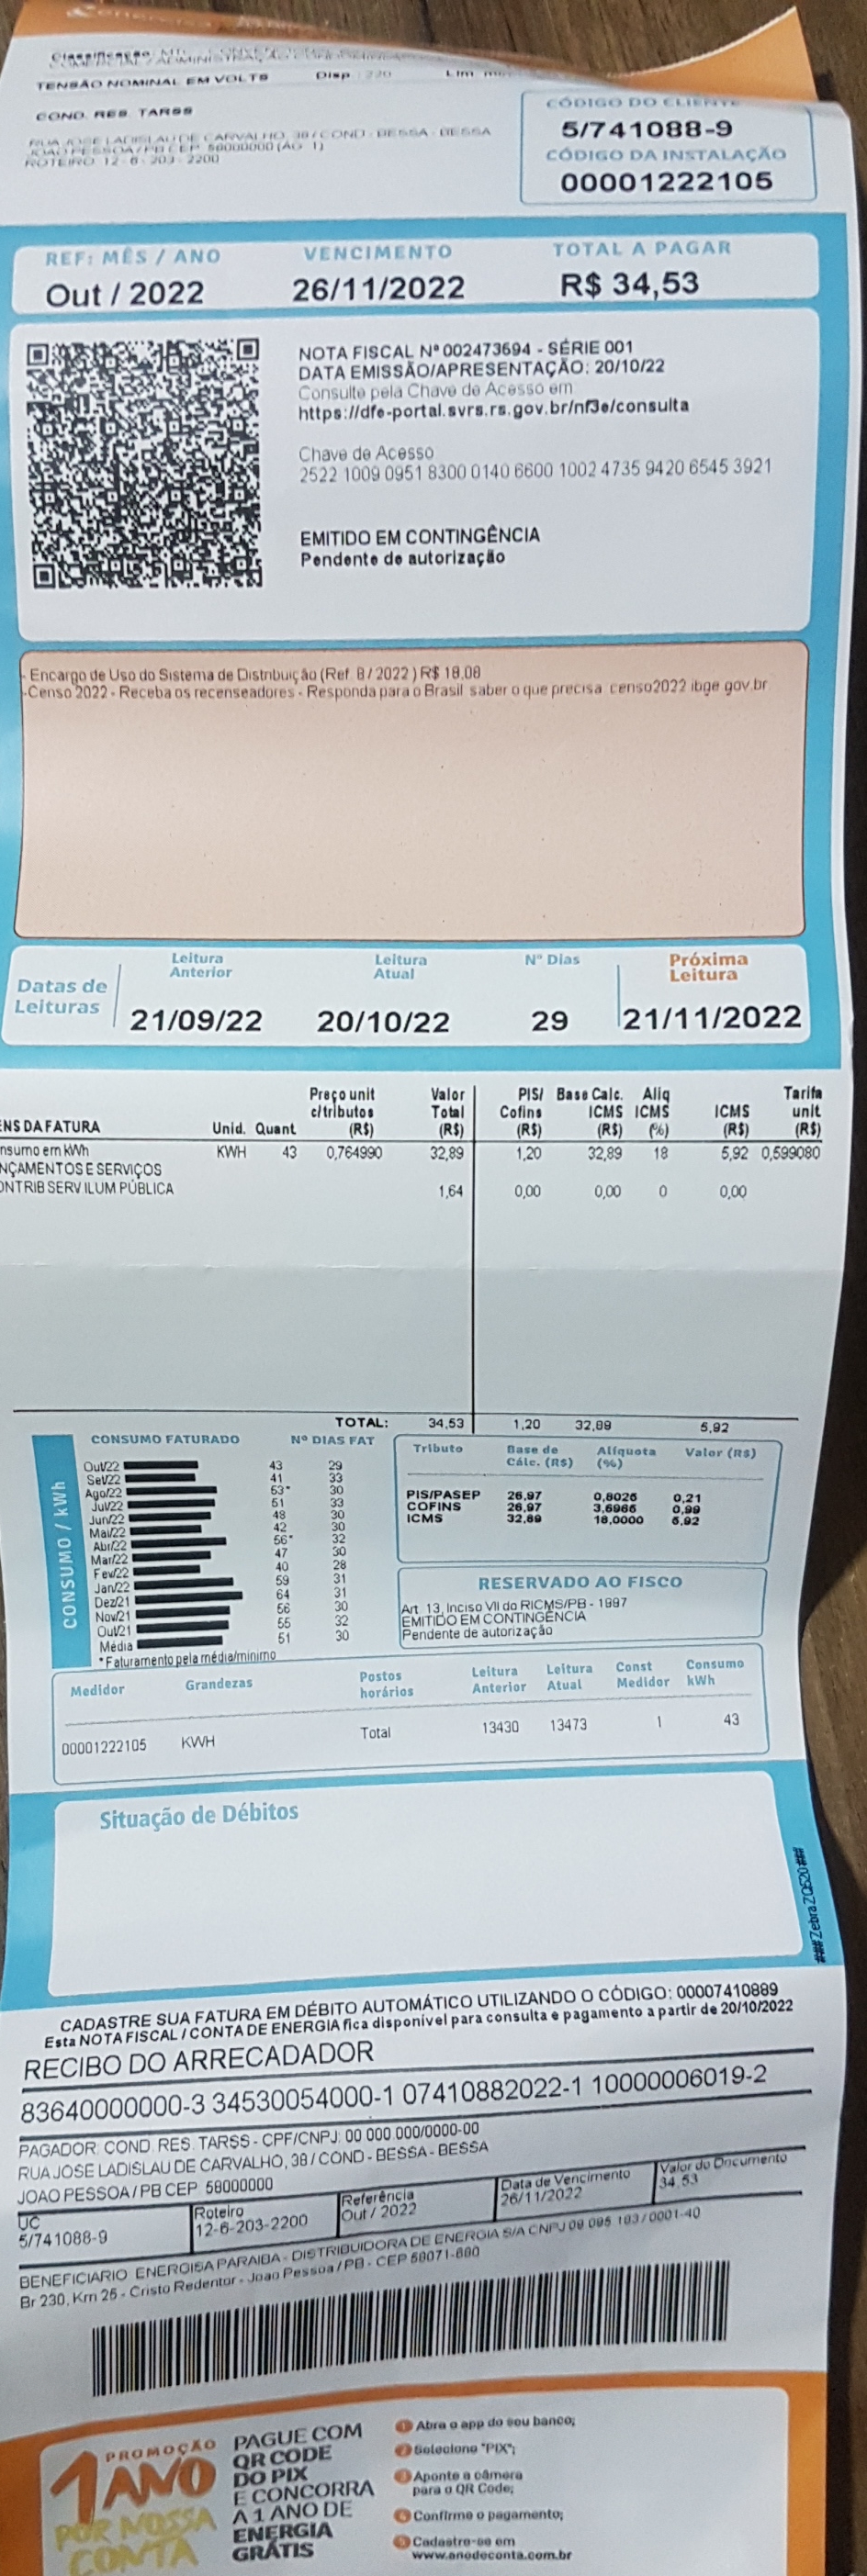 TENSÃO NOMINAL EM VOLTS Disp 220
COND. RES. TARSS
RUA JOSE LADISLAU DE CARVALHO, 38 / COND - BESSA - BESSA
JOAO PESSOA / PB CEP 58000000 (AG 1)
ROTEIRO 12-6-203-2200
CÓDIGO DO CLIENTE
5/741088-9
CÓDIGO DA INSTALAÇÃO
00001222105
REF: MÊS / ANO VENCIMENTO TOTAL A PAGAR
Out / 2022 26/11/2022 R$ 34,53
NOTA FISCAL Nº 002473594 - SÉRIE 001
DATA EMISSÃO/APRESENTAÇÃO: 20/10/22
Consulte pela Chave de Acesso em
https://dfe-portal.svrs.rs.gov.br/nf3e/consulta
Chave de Acesso
2522 1009 0951 8300 0140 6600 1002 4735 9420 6545 3921
EMITIDO EM CONTINGÊNCIA
Pendente de autorização
- Encargo de Uso do Sistema de Distribuição (Ref 8 / 2022 ) R$ 18,08
-Censo 2022 - Receba os recenseadores - Responda para o Brasil saber o que precisa censo2022 ibge gov.br
Datas de Leituras
Leitura Anterior Leitura Atual Nº Dias Próxima Leitura
21/09/22 20/10/22 29 21/11/2022
NS DA FATURA Unid. Quant Preço unit c/tributos (R$) Valor Total (R$) PIS/ Cofins (R$) Base Calc. ICMS (R$) Aliq ICMS (%) ICMS (R$) Tarifa unit (R$)
nsumo em kWh KWH 43 0,764990 32,89 1,20 32,89 18 5,92 0,599080
NÇAMENTOS E SERVIÇOS
ONTRIB SERV ILUM PÚBLICA 1,64 0,00 0,00 0 0,00
TOTAL: 34,53 1,20 32,89 5,92
CONSUMO / kWh
CONSUMO FATURADO Nº DIAS FAT
Out/22 43 29
Set/22 41 33
Ago/22 53* 30
Jul/22 51 33
Jun/22 48 30
Mai/22 42 30
Abr/22 56* 32
Mar/22 47 30
Fev/22 40 28
Jan/22 59 31
Dez/21 64 31
Nov/21 56 30
Out/21 55 32
Média 51 30
* Faturamento pela média/mínimo
Tributo Base de Cálc. (R$) Alíquota (%) Valor (R$)
PIS/PASEP 26,97 0,8026 0,21
COFINS 26,97 3,6966 0,99
ICMS 32,89 18,0000 5,92
RESERVADO AO FISCO
Art. 13, Inciso VII do RICMS/PB - 1997
EMITIDO EM CONTINGÊNCIA
Pendente de autorização
Medidor Grandezas Postos horários Leitura Anterior Leitura Atual Const Medidor Consumo kWh
00001222105 KWH Total 13430 13473 1 43
Situação de Débitos
###Zebra ZQ520###
CADASTRE SUA FATURA EM DÉBITO AUTOMÁTICO UTILIZANDO O CÓDIGO: 00007410889
Esta NOTA FISCAL / CONTA DE ENERGIA fica disponível para consulta e pagamento a partir de 20/10/2022
RECIBO DO ARRECADADOR
83640000000-3 34530054000-1 07410882022-1 10000006019-2
PAGADOR: COND. RES. TARSS - CPF/CNPJ: 00 000.000/0000-00
RUA JOSE LADISLAU DE CARVALHO, 38 / COND - BESSA - BESSA
JOAO PESSOA / PB CEP 58000000
UC Roteiro Referência Data de Vencimento Valor do Documento
5/741088-9 12-6-203-2200 Out / 2022 26/11/2022 34,53
BENEFICIARIO ENERGISA PARAIBA - DISTRIBUIDORA DE ENERGIA S/A CNPJ 09 095 183 / 0001-40
Br 230, Km 25 - Cristo Redentor - Joao Pessoa / PB - CEP 58071-680
PROMOÇÃO
1 ANO
POR NOSSA
CONTA
PAGUE COM
QR CODE
DO PIX
E CONCORRA
A 1 ANO DE
ENERGIA
GRÁTIS
1 Abra o app do seu banco;
2 Selecione "PIX";
3 Aponte a câmera
para o QR Code;
4 Confirme o pagamento;
5 Cadastre-se em
www.anodeconta.com.br